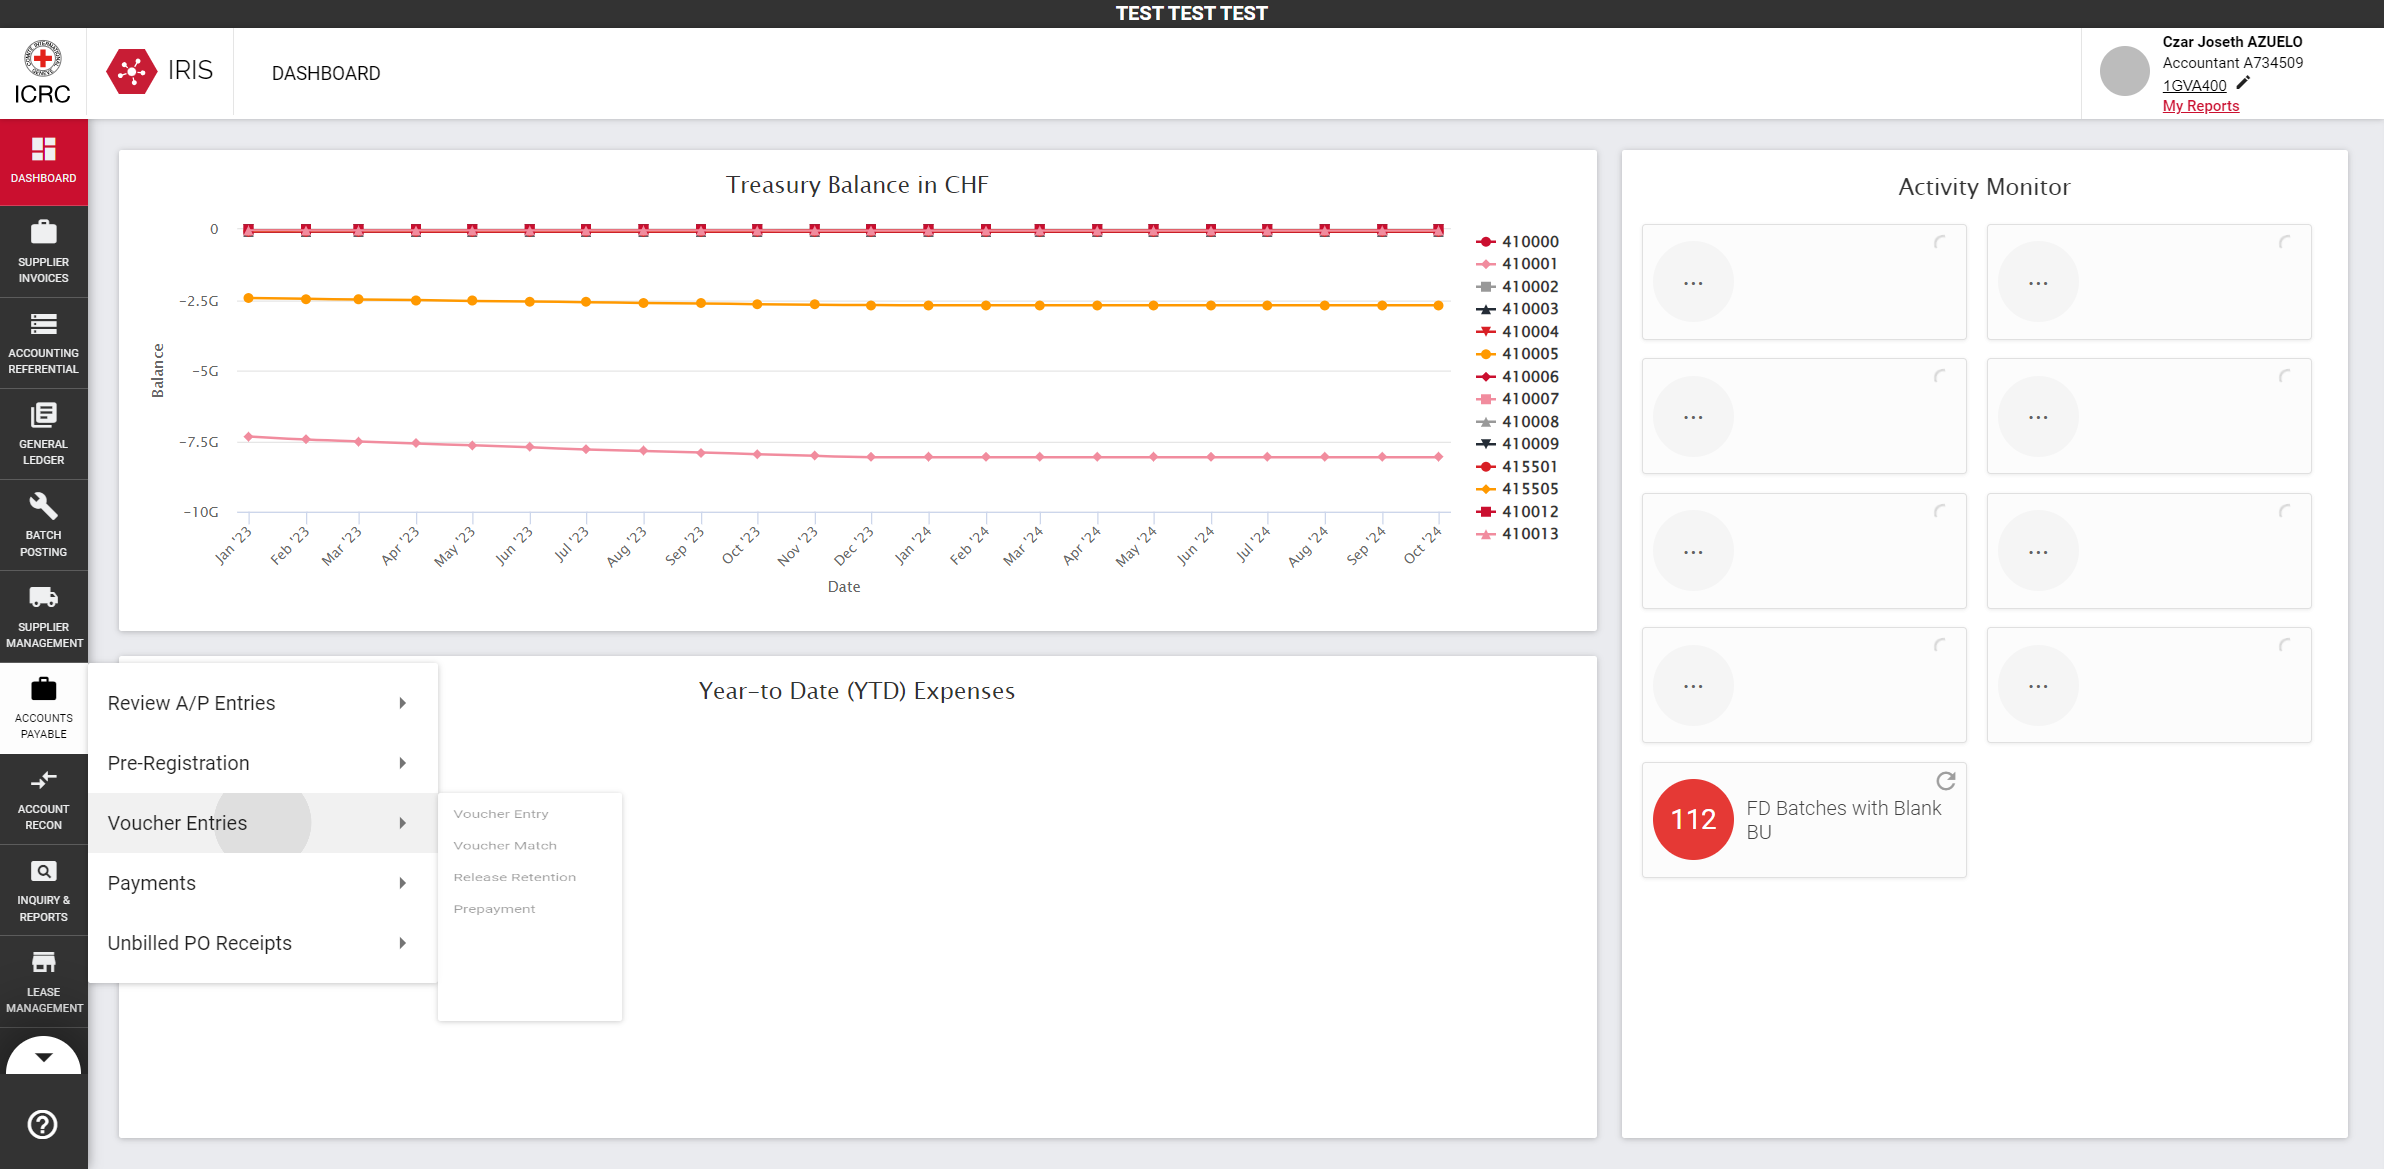 TEST TEST TEST
ICRC
IRIS
DASHBOARD
Czar Joseth AZUELO
Accountant A734509
1GVA400
My Reports
DASHBOARD
SUPPLIER
INVOICES
ACCOUNTING
REFERENTIAL
GENERAL
LEDGER
BATCH
POSTING
SUPPLIER
MANAGEMENT
ACCOUNTS
PAYABLE
ACCOUNT
RECON
INQUIRY &
REPORTS
LEASE
MANAGEMENT
Treasury Balance in CHF
Balance
0
-2.5G
-5G
-7.5G
-10G
Jan '23
Feb '23
Mar '23
Apr '23
May '23
Jun '23
Jul '23
Aug '23
Sep '23
Oct '23
Nov '23
Dec '23
Jan '24
Feb '24
Mar '24
Apr '24
May '24
Jun '24
Jul '24
Aug '24
Sep '24
Oct '24
Date
410000
410001
410002
410003
410004
410005
410006
410007
410008
410009
415501
415505
410012
410013
Year-to Date (YTD) Expenses
Review A/P Entries
Pre-Registration
Voucher Entries
Payments
Unbilled PO Receipts
Voucher Entry
Voucher Match
Release Retention
Prepayment
Activity Monitor
...
...
...
...
...
...
...
...
112
FD Batches with Blank
BU